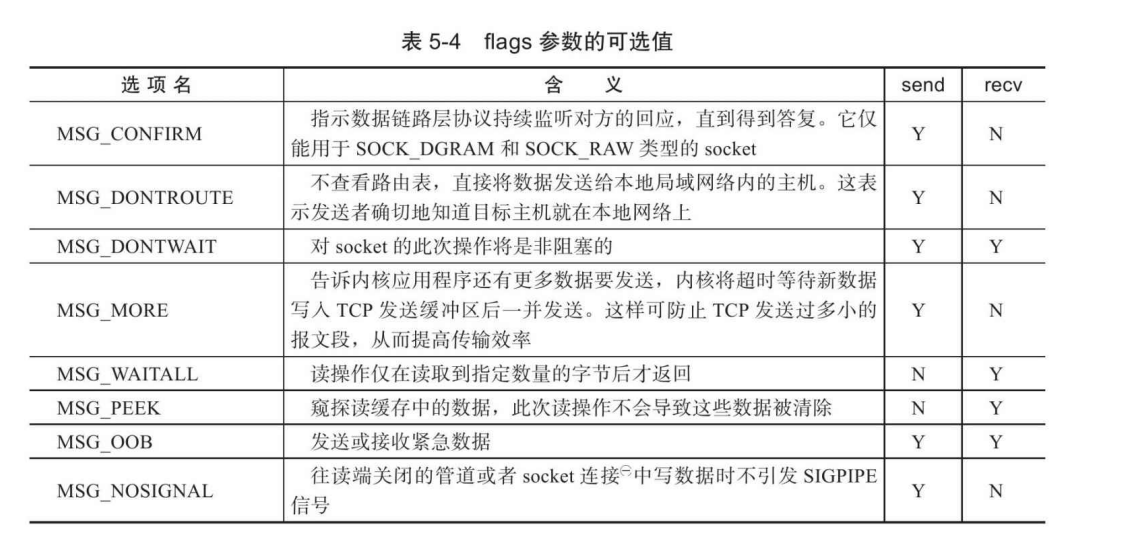 表 5-4 flags 参数的可选值
选 项 名 含 义 send recv
MSG_CONFIRM 指示数据链路层协议持续监听对方的回应，直到得到答复。它仅 Y N
能用于 SOCK_DGRAM 和 SOCK_RAW 类型的 socket
MSG_DONTROUTE 不查看路由表，直接将数据发送给本地局域网络内的主机。这表 Y N
示发送者确切地知道目标主机就在本地网络上
MSG_DONTWAIT 对 socket 的此次操作将是非阻塞的 Y Y
告诉内核应用程序还有更多数据要发送，内核将超时等待新数据
MSG_MORE 写入 TCP 发送缓冲区后一并发送。这样可防止 TCP 发送过多小的 Y N
报文段，从而提高传输效率
MSG_WAITALL 读操作仅在读取到指定数量的字节后才返回 N Y
MSG_PEEK 窥探读缓存中的数据，此次读操作不会导致这些数据被清除 N Y
MSG_OOB 发送或接收紧急数据 Y Y
MSG_NOSIGNAL 往读端关闭的管道或者 socket 连接㊀中写数据时不引发 SIGPIPE Y N
信号